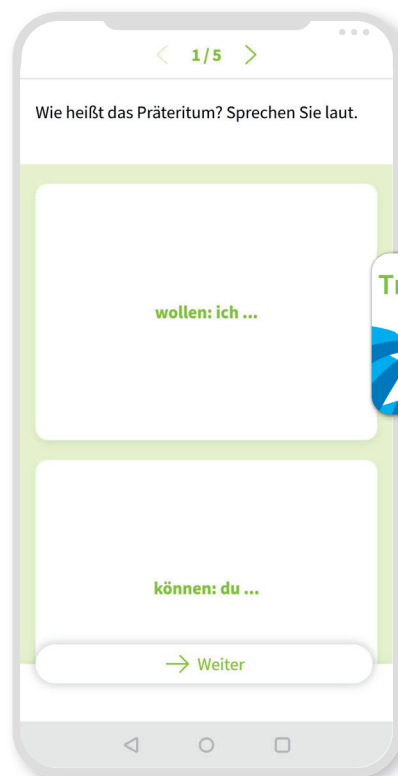 1/5
Wie heißt das Präteritum? Sprechen Sie laut.
wollen: ich ...
können: du ...
Weiter